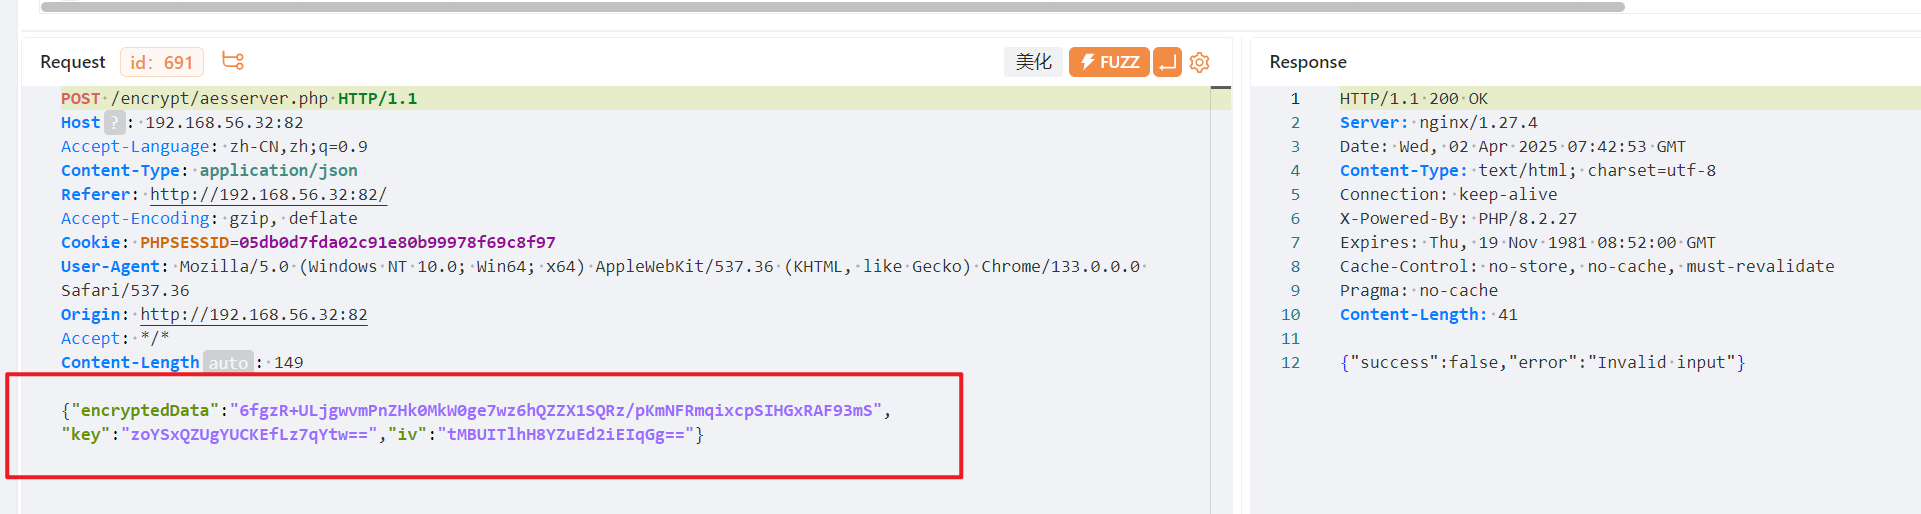 Request id: 691 美化 FUZZ
POST /encrypt/aesserver.php HTTP/1.1
Host ? : 192.168.56.32:82
Accept-Language: zh-CN,zh;q=0.9
Content-Type: application/json
Referer: http://192.168.56.32:82/
Accept-Encoding: gzip, deflate
Cookie: PHPSESSID=05db0d7fda02c91e80b99978f69c8f97
User-Agent: Mozilla/5.0 (Windows NT 10.0; Win64; x64) AppleWebKit/537.36 (KHTML, like Gecko) Chrome/133.0.0.0
Safari/537.36
Origin: http://192.168.56.32:82
Accept: */*
Content-Length auto : 149
{"encryptedData":"6fgzR+ULjgwvmPnZHk0MkW0ge7wz6hQZZX1SQRz/pKmNFRmqixcpSIHGxRAF93mS",
"key":"zoYSxQZUgYUCKEfLz7qYtw==","iv":"tMBUITlhH8YZuEd2iEIqGg=="}
Response
1 HTTP/1.1 200 OK
2 Server: nginx/1.27.4
3 Date: Wed, 02 Apr 2025 07:42:53 GMT
4 Content-Type: text/html; charset=utf-8
5 Connection: keep-alive
6 X-Powered-By: PHP/8.2.27
7 Expires: Thu, 19 Nov 1981 08:52:00 GMT
8 Cache-Control: no-store, no-cache, must-revalidate
9 Pragma: no-cache
10 Content-Length: 41
11
12 {"success":false,"error":"Invalid input"}